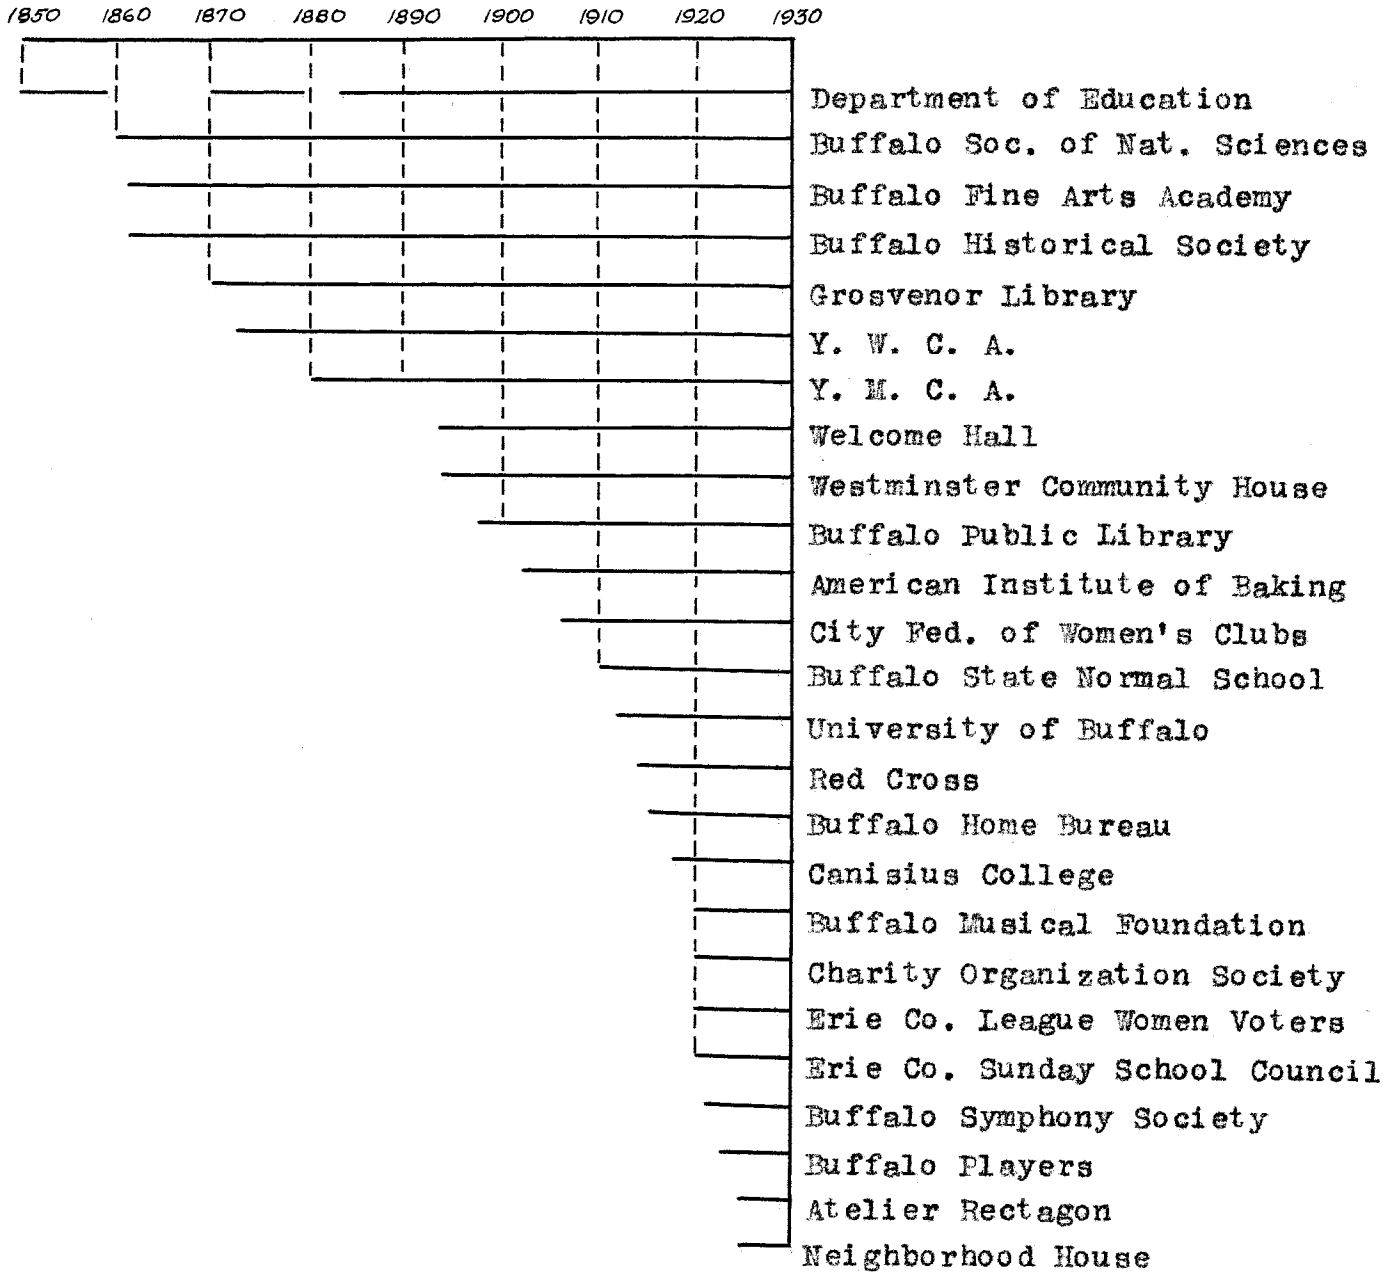 1850 1860 1870 1880 1890 1900 1910 1920 1930
Department of Education
Buffalo Soc. of Nat. Sciences
Buffalo Fine Arts Academy
Buffalo Historical Society
Grosvenor Library
Y. W. C. A.
Y. M. C. A.
Welcome Hall
Westminster Community House
Buffalo Public Library
American Institute of Baking
City Fed. of Women's Clubs
Buffalo State Normal School
University of Buffalo
Red Cross
Buffalo Home Bureau
Canisius College
Buffalo Musical Foundation
Charity Organization Society
Erie Co. League Women Voters
Erie Co. Sunday School Council
Buffalo Symphony Society
Buffalo Players
Atelier Rectagon
Neighborhood House